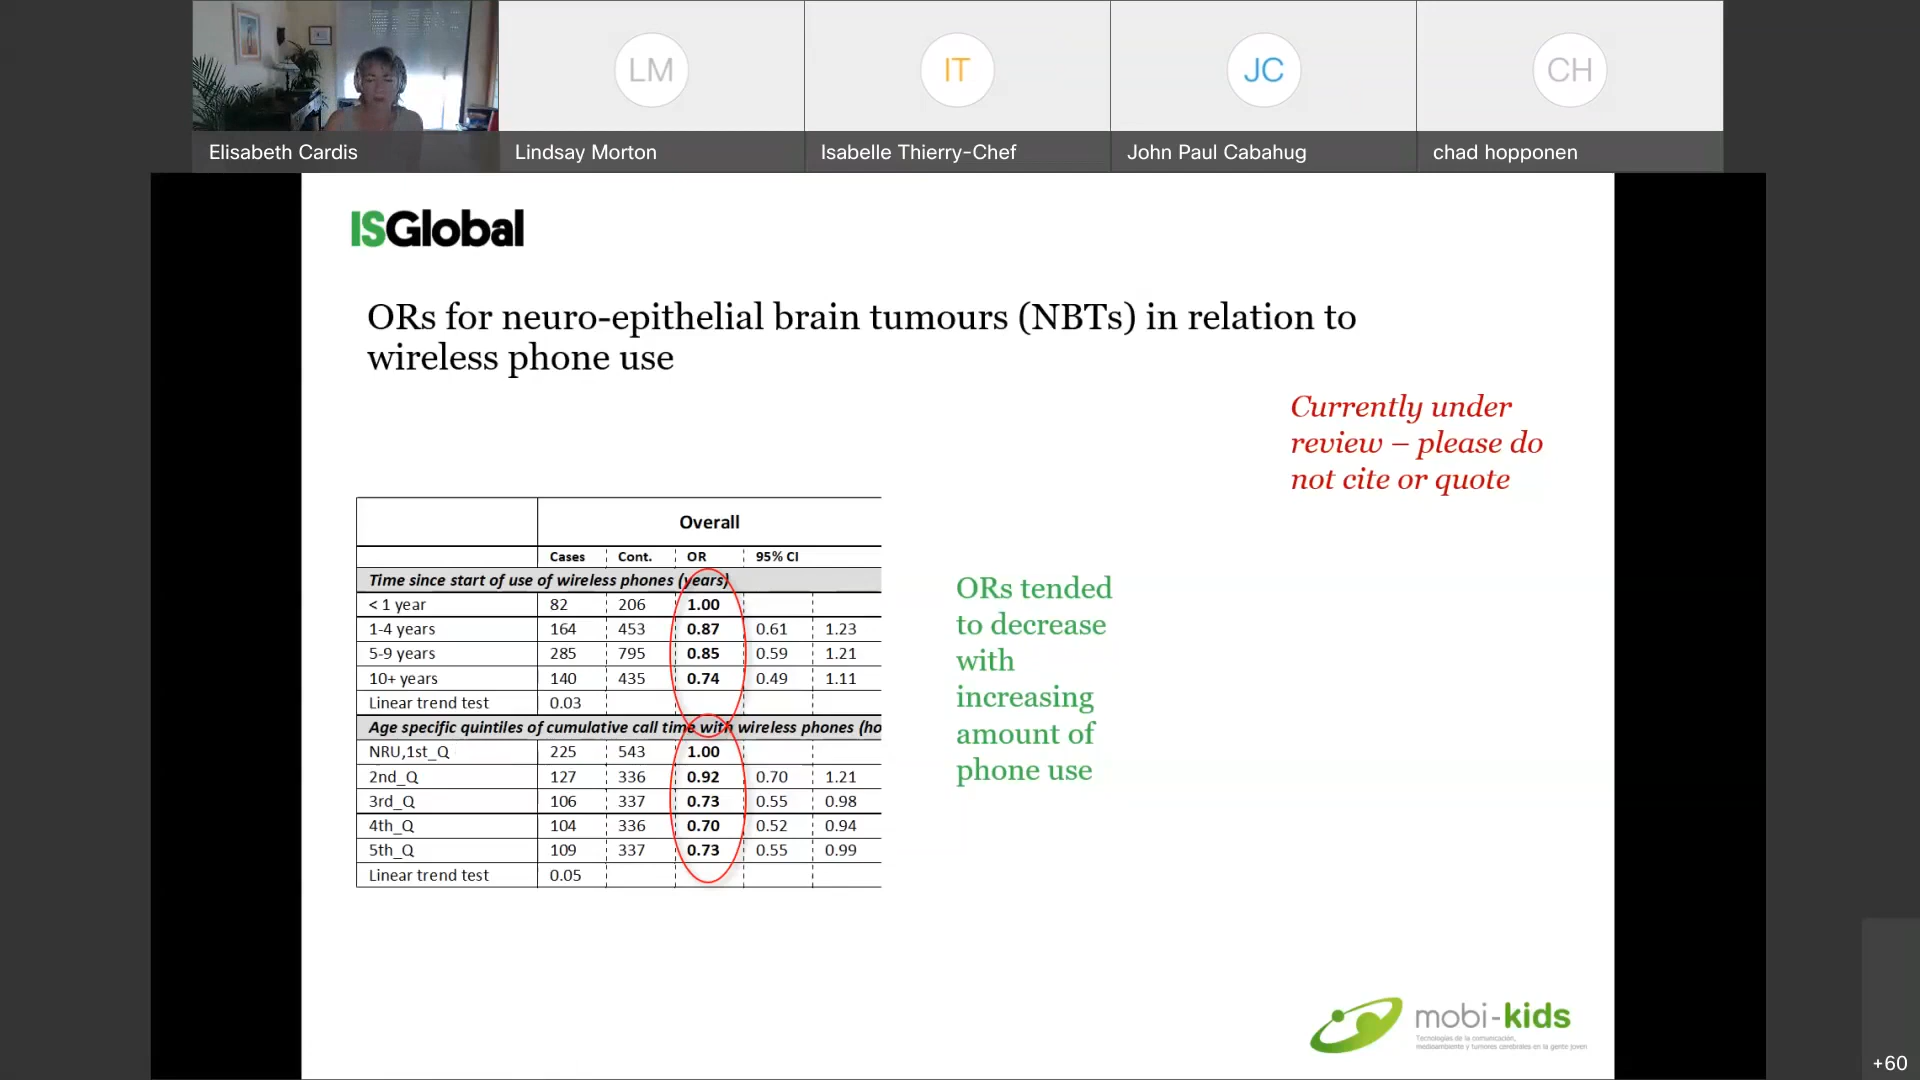 LM
IT
JC
CH
Elisabeth Cardis
Lindsay Morton
Isabelle Thierry-Chef
John Paul Cabahug
chad hopponen
ISGlobal
ORs for neuro-epithelial brain tumours (NBTs) in relation to
wireless phone use
Currently under
review – please do
not cite or quote
Overall
Cases Cont. OR 95% CI
Time since start of use of wireless phones (years)
< 1 year 82 206 1.00
1-4 years 164 453 0.87 0.61 1.23
5-9 years 285 795 0.85 0.59 1.21
10+ years 140 435 0.74 0.49 1.11
Linear trend test 0.03
Age specific quintiles of cumulative call time with wireless phones (ho
NRU,1st_Q 225 543 1.00
2nd_Q 127 336 0.92 0.70 1.21
3rd_Q 106 337 0.73 0.55 0.98
4th_Q 104 336 0.70 0.52 0.94
5th_Q 109 337 0.73 0.55 0.99
Linear trend test 0.05
ORs tended
to decrease
with
increasing
amount of
phone use
mobi-kids
Tecnologías de la comunicación,
medioambiente y tumores cerebrales en la gente joven
+60